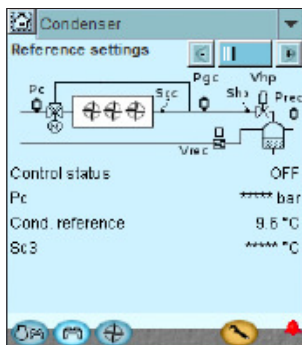 Condenser
Reference settings
Pc
Sgc
Pgc
Vhp
Shp
Prec
Vrec
Control status OFF
Pc ***** bar
Cond. reference 9.6 °C
Sc3 ***** °C